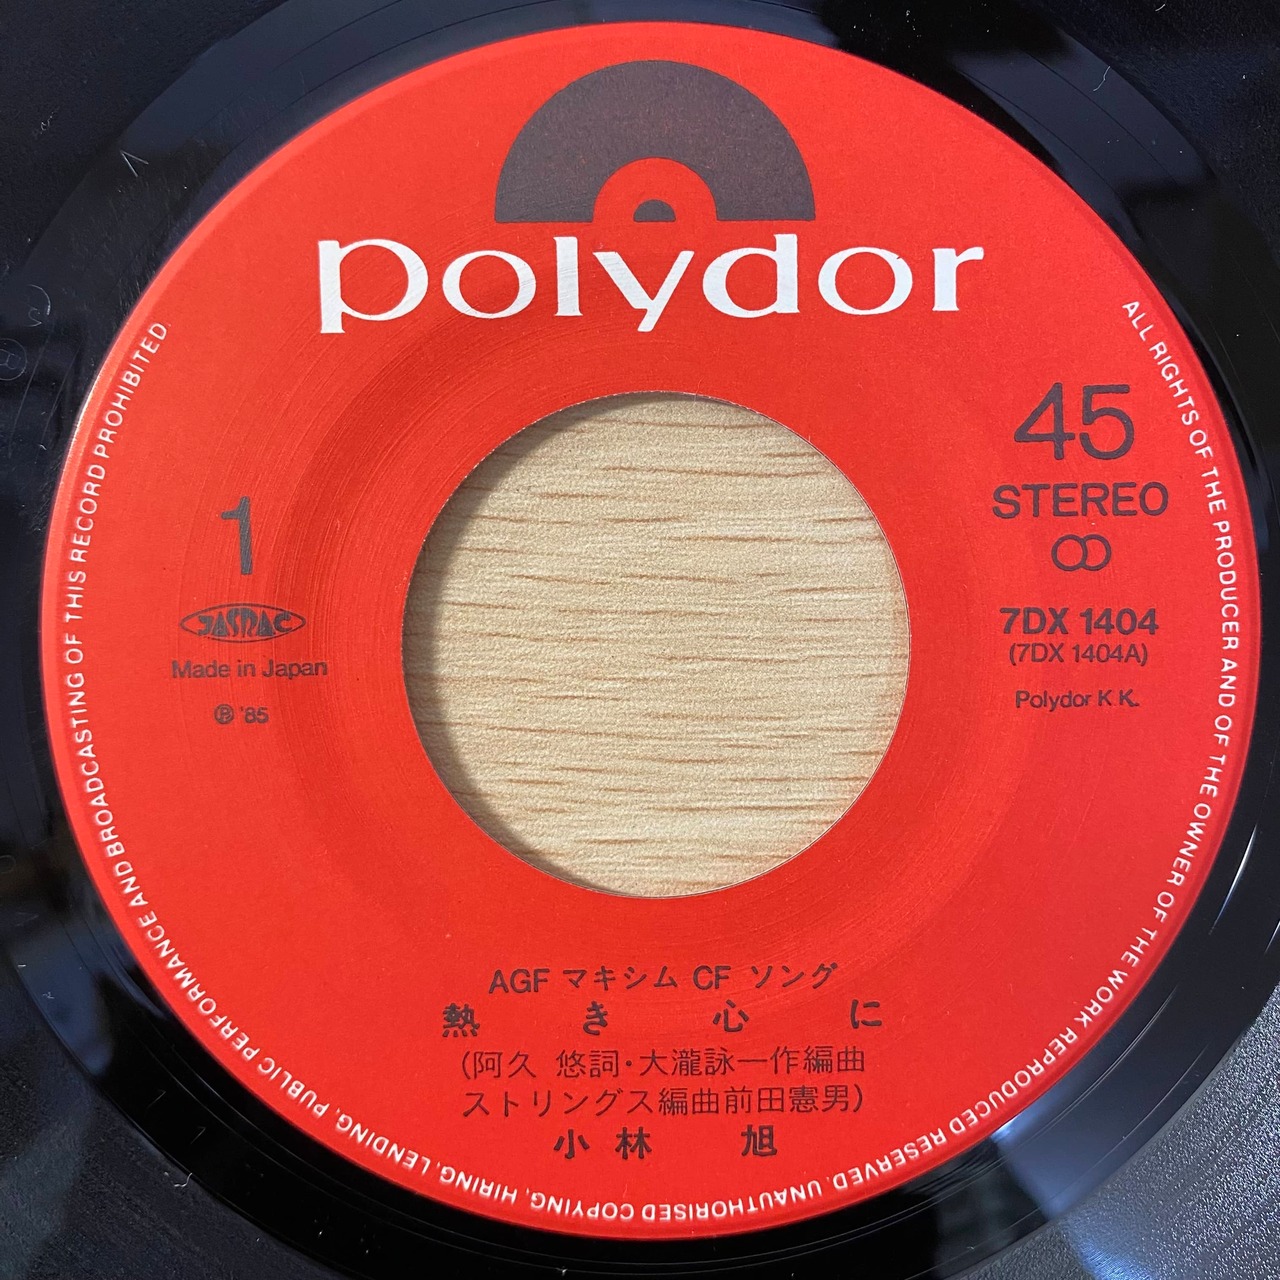 polydor
45
STEREO
1
JASRAC
Made in Japan
Ⓟ '85
7DX 1404
(7DX 1404A)
Polydor K.K.
AGF マキシム CF ソング
熱き心に
(阿久 悠詞・大瀧詠一作編曲
ストリングス編曲前田憲男)
小林 旭
ALL RIGHTS OF THE PRODUCER AND OF THE OWNER OF THE WORK REPRODUCED RESERVED. UNAUTHORISED COPYING, HIRING, LENDING, PUBLIC PERFORMANCE AND BROADCASTING OF THIS RECORD PROHIBITED.